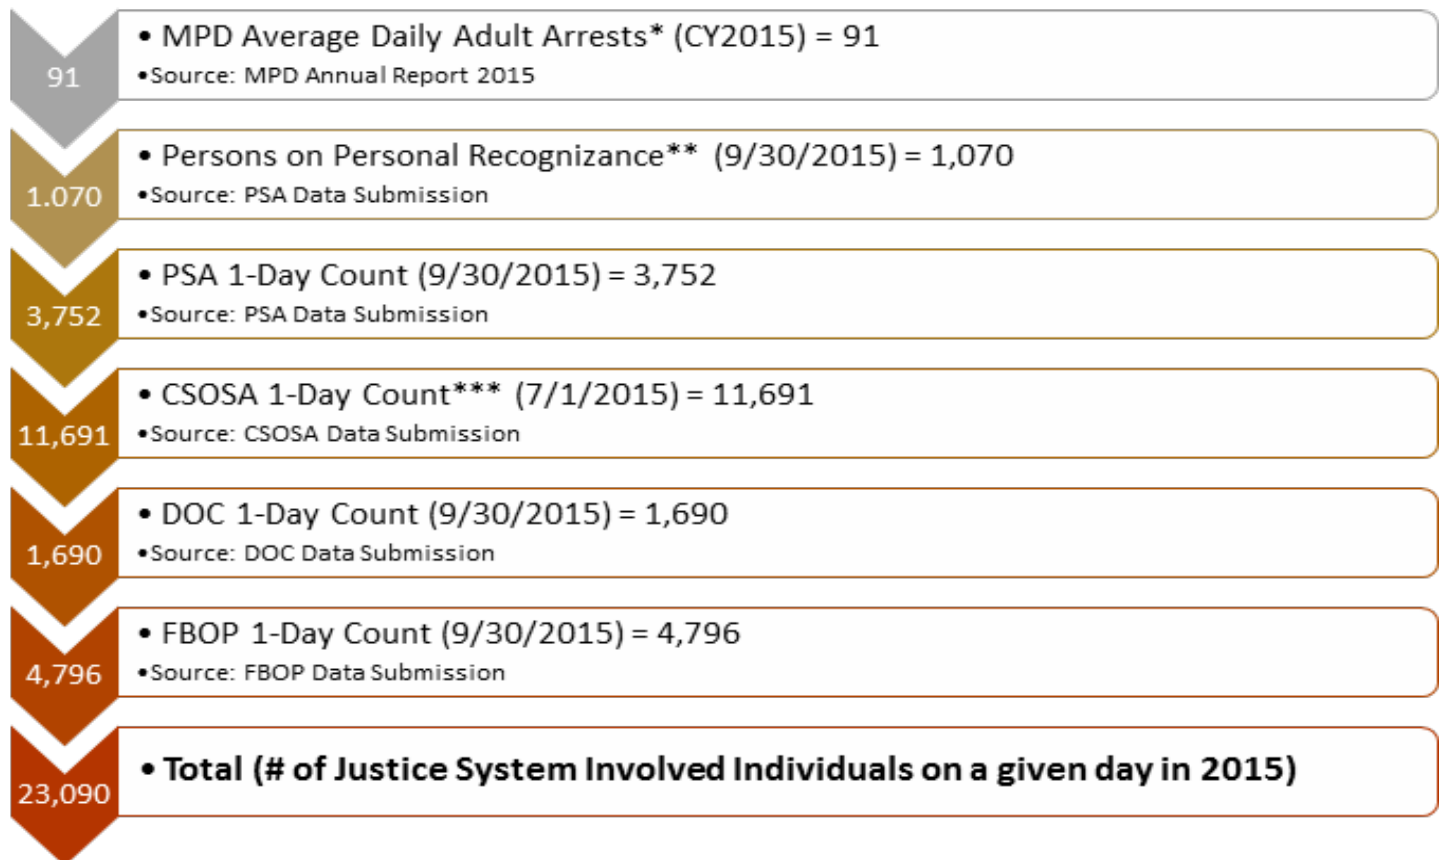 91
• MPD Average Daily Adult Arrests* (CY2015) = 91
•Source: MPD Annual Report 2015
1.070
• Persons on Personal Recognizance** (9/30/2015) = 1,070
•Source: PSA Data Submission
3,752
• PSA 1-Day Count (9/30/2015) = 3,752
•Source: PSA Data Submission
11,691
• CSOSA 1-Day Count*** (7/1/2015) = 11,691
•Source: CSOSA Data Submission
1,690
• DOC 1-Day Count (9/30/2015) = 1,690
•Source: DOC Data Submission
4,796
• FBOP 1-Day Count (9/30/2015) = 4,796
•Source: FBOP Data Submission
23,090
• Total (# of Justice System Involved Individuals on a given day in 2015)